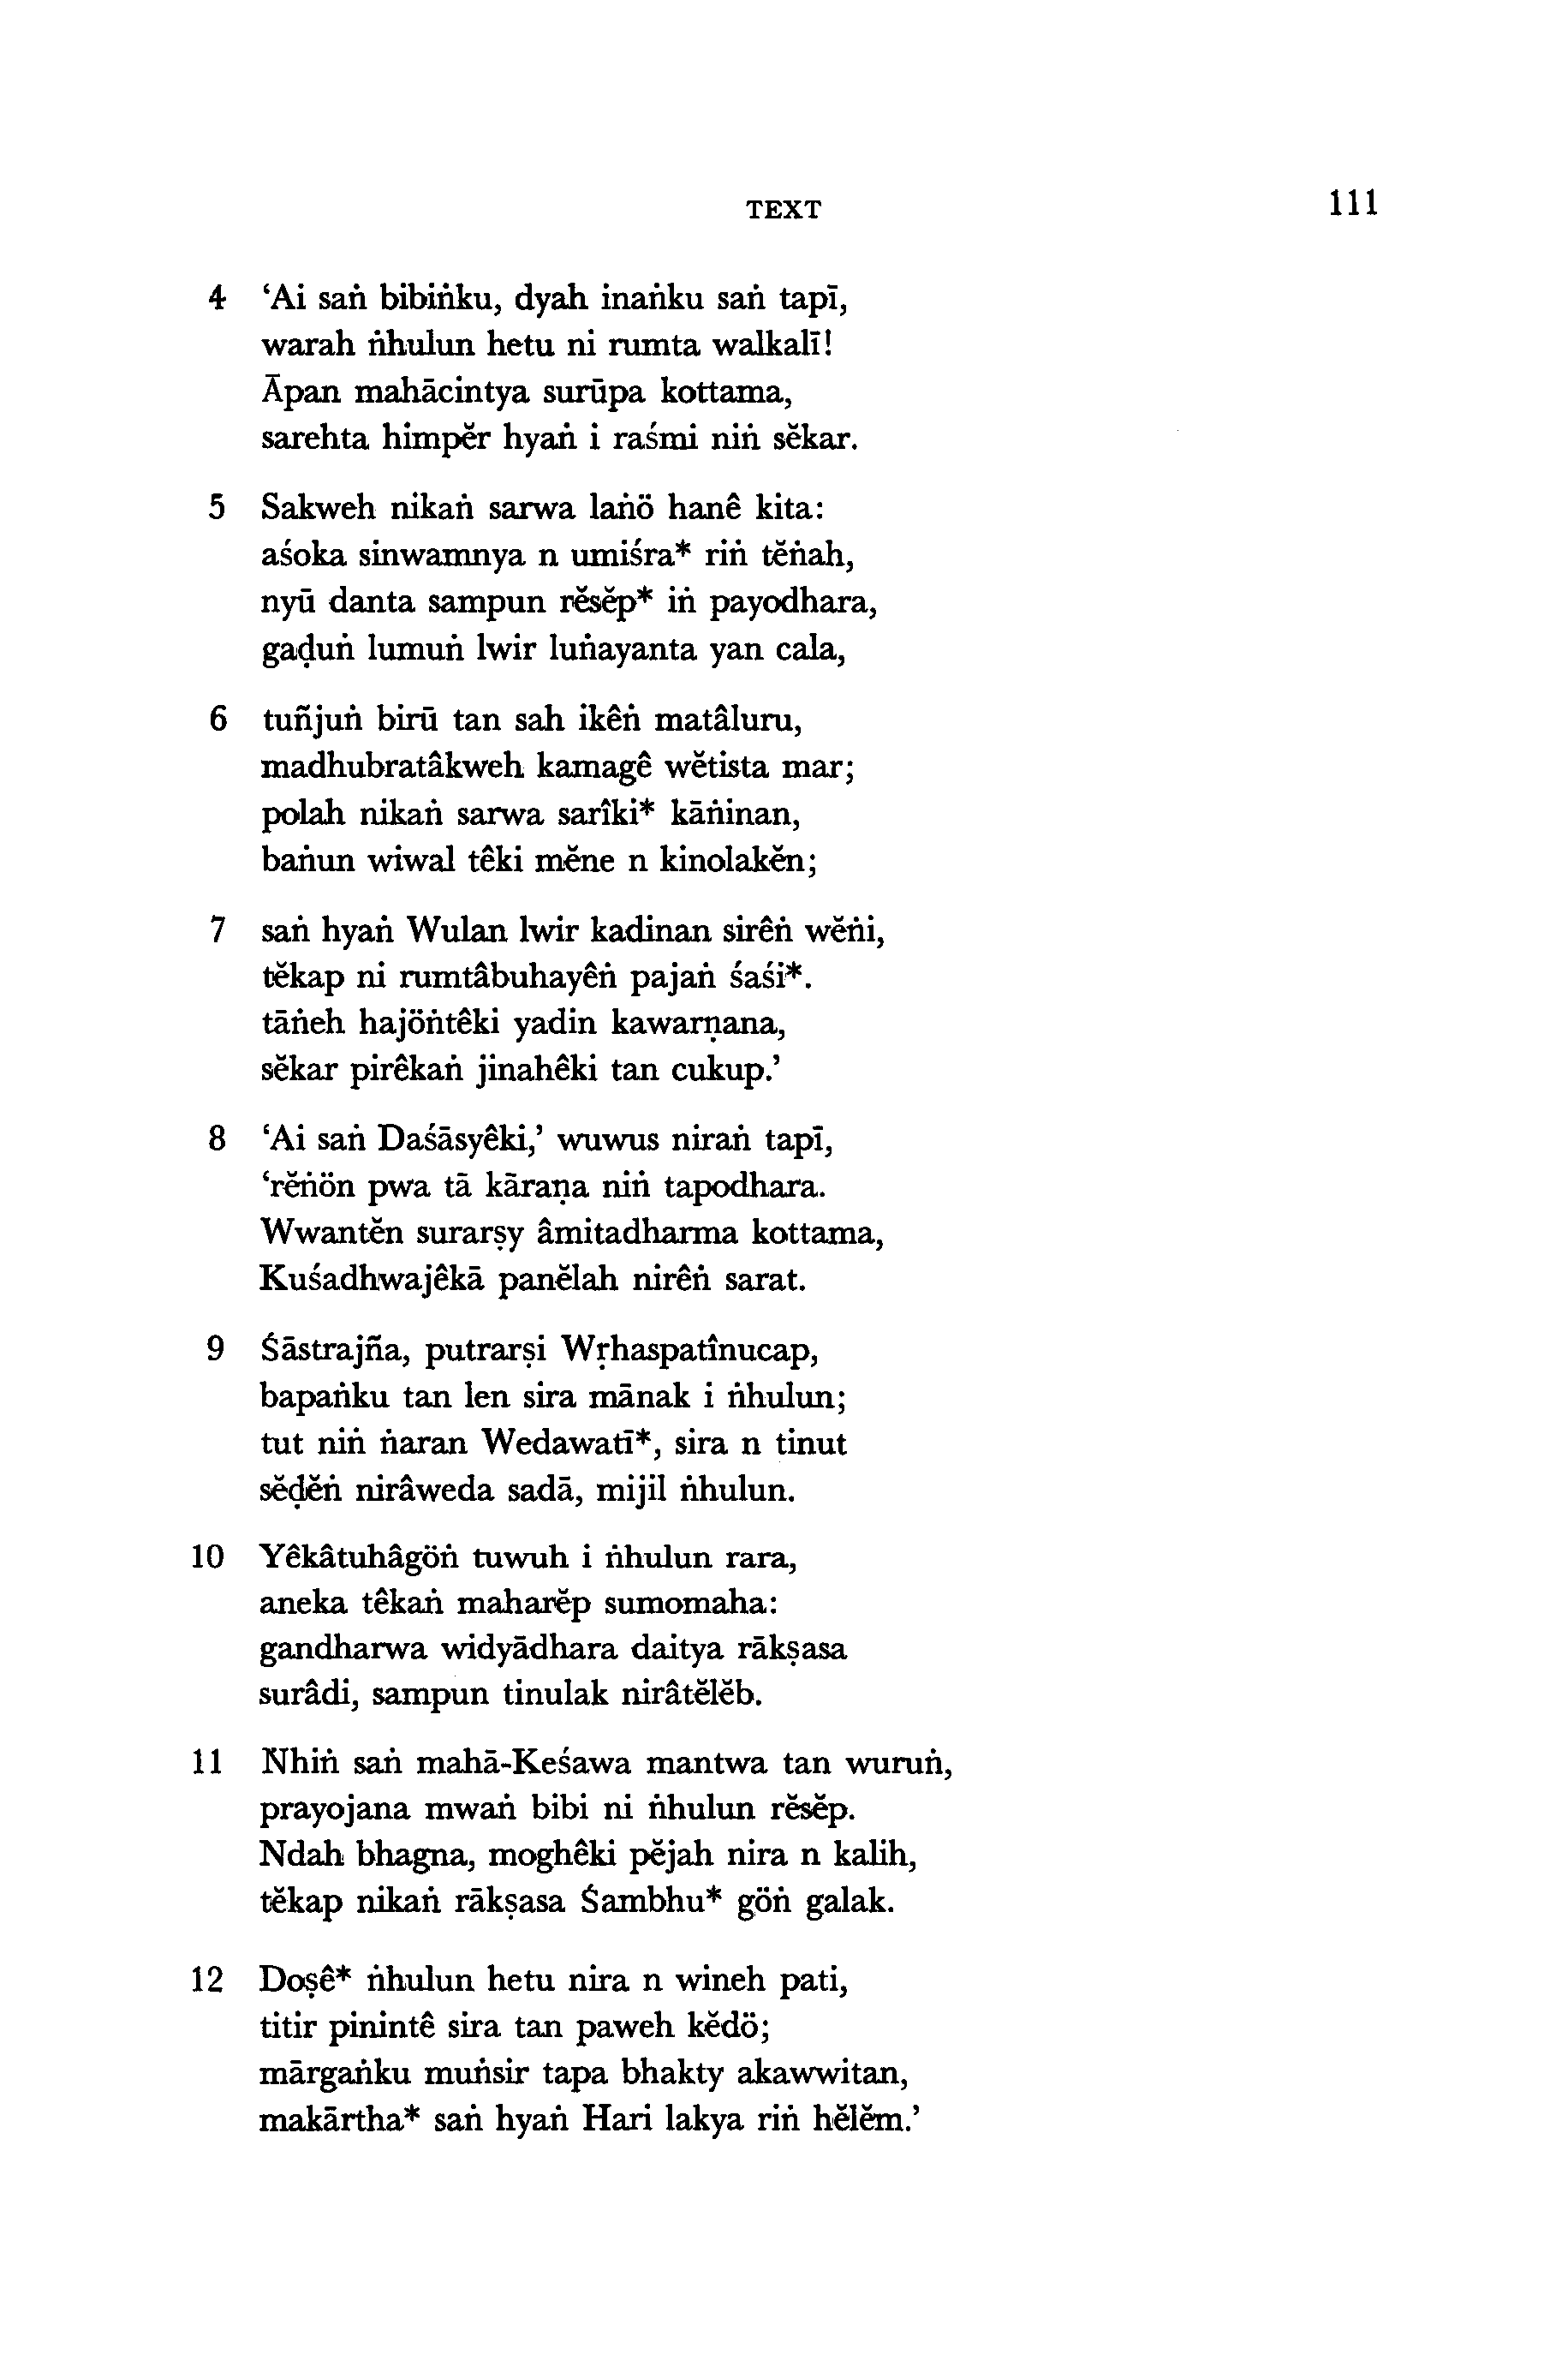 TEXT 111
4 ‘Ai saṅ bibiṅku, dyah inaṅku saṅ tapī,
warah ṅhulun hetu ni rumta walkalī!
Āpan mahācintya surūpa kottama,
sarehta himpĕr hyaṅ i raśmi niṅ sĕkar.
5 Sakweh nikaṅ sarwa laṅö hanê kita:
aśoka sinwamnya n umiśra* riṅ tĕṅah,
nyū danta sampun rĕsĕp* iṅ payodhara,
gaḍuṅ lumuṅ lwir luṅayanta yan cala,
6 tuñjuṅ birū tan sah ikêṅ matâluru,
madhubratâkweh kamagê wĕtista mar;
polah nikaṅ sarwa sarîki* kāṅinan,
baṅun wiwal têki mĕne n kinolakĕn;
7 saṅ hyaṅ Wulan lwir kadinan sirêṅ wĕṅi,
tĕkap ni rumtâbuhayêṅ pajaṅ śaśi*.
tāṅeh hajöṅtêki yadin kawarṇana,
sĕkar pirêkaṅ jinahêki tan cukup.’
8 ‘Ai saṅ Daśāsyêki,’ wuwus niraṅ tapī,
‘rĕṅön pwa tā kāraṇa niṅ tapodhara.
Wwantĕn surarṣy âmitadharma kottama,
Kuśadhwajêkā panĕlah nirêṅ sarat.
9 Śāstrajña, putrarṣi Wṛhaspatînucap,
bapaṅku tan len sira mānak i ṅhulun;
tut niṅ ṅaran Wedawatī*, sira n tinut
sĕḍĕṅ nirâweda sadā, mijil ṅhulun.
10 Yêkâtuhâgöṅ tuwuh i ṅhulun rara,
aneka têkaṅ maharĕp sumomaha:
gandharwa widyādhara daitya rākṣasa
surâdi, sampun tinulak nirâtĕlĕb.
11 Nhiṅ saṅ mahā-Keśawa mantwa tan wuruṅ,
prayojana mwaṅ bibi ni ṅhulun rĕsĕp.
Ndah bhagna, moghêki pĕjah nira n kalih,
tĕkap nikaṅ rākṣasa Śambhu* göṅ galak.
12 Doṣê* ṅhulun hetu nira n wineh pati,
titir pinintê sira tan paweh kĕdö;
mārgaṅku muṅsir tapa bhakty akawwitan,
makārtha* saṅ hyaṅ Hari lakya riṅ hĕlĕm.’